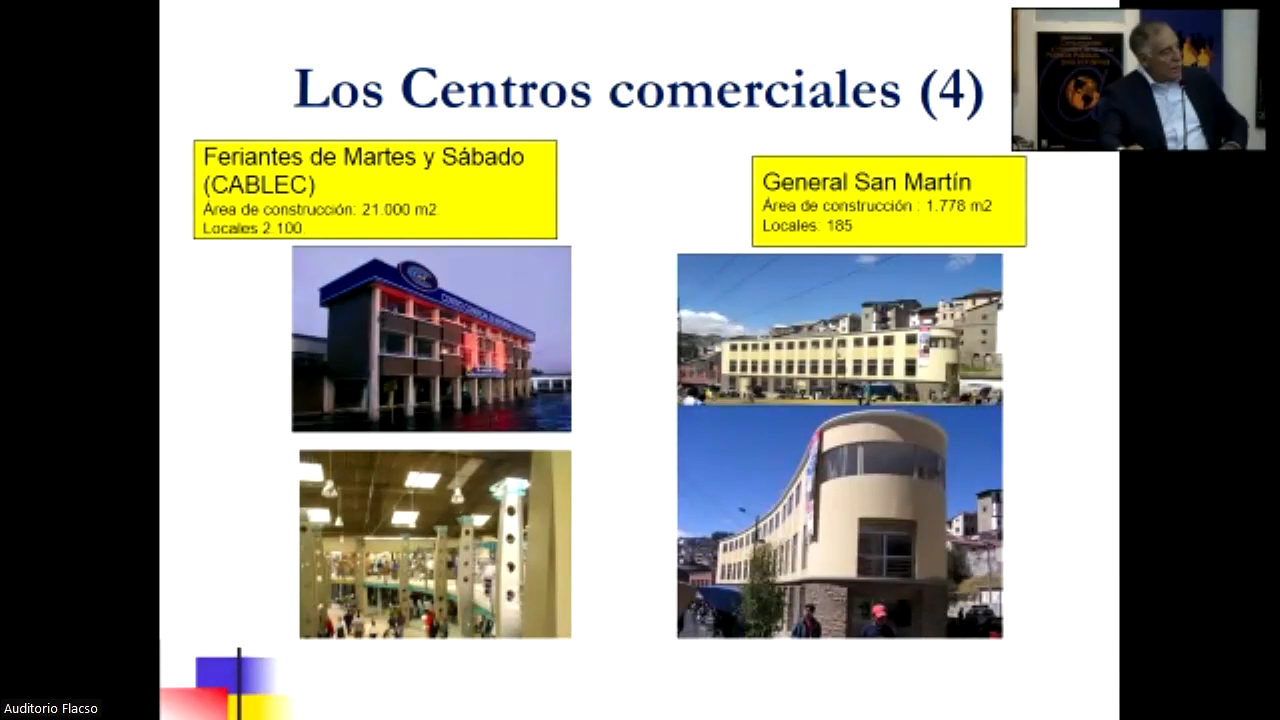 Los Centros comerciales (4)
Feriantes de Martes y Sábado
(CABLEC)
Área de construcción: 21.000 m2.
Locales 2.100.
General San Martín
Área de construcción : 1.778 m2
Locales: 185
Auditorio Flacso